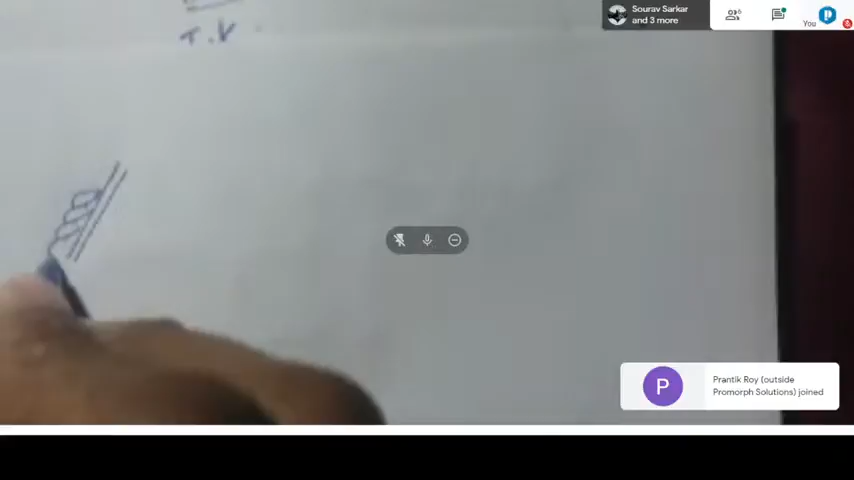 Sourav Sarkar
and 3 more
You
T.V
P
Prantik Roy (outside
Promorph Solutions) joined